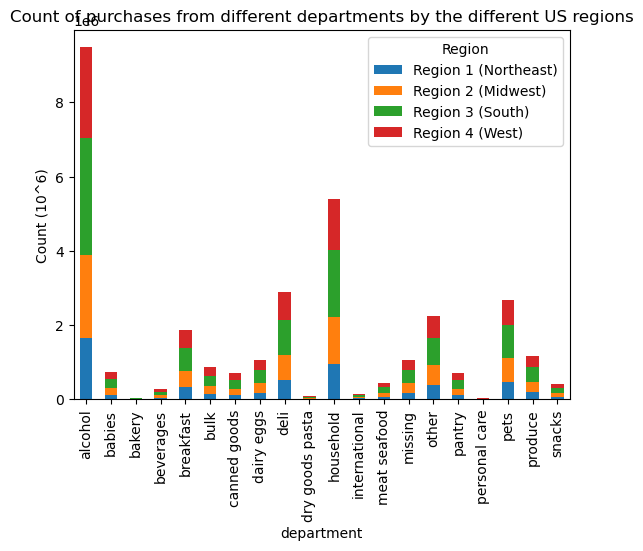 Count of purchases from different departments by the different US regions
1e6
Region
Region 1 (Northeast)
Region 2 (Midwest)
Region 3 (South)
Region 4 (West)
8
6
4
2
0
Count (10^6)
alcohol
babies
bakery
beverages
breakfast
bulk
canned goods
dairy eggs
deli
dry goods pasta
household
international
meat seafood
missing
other
pantry
personal care
pets
produce
snacks
department